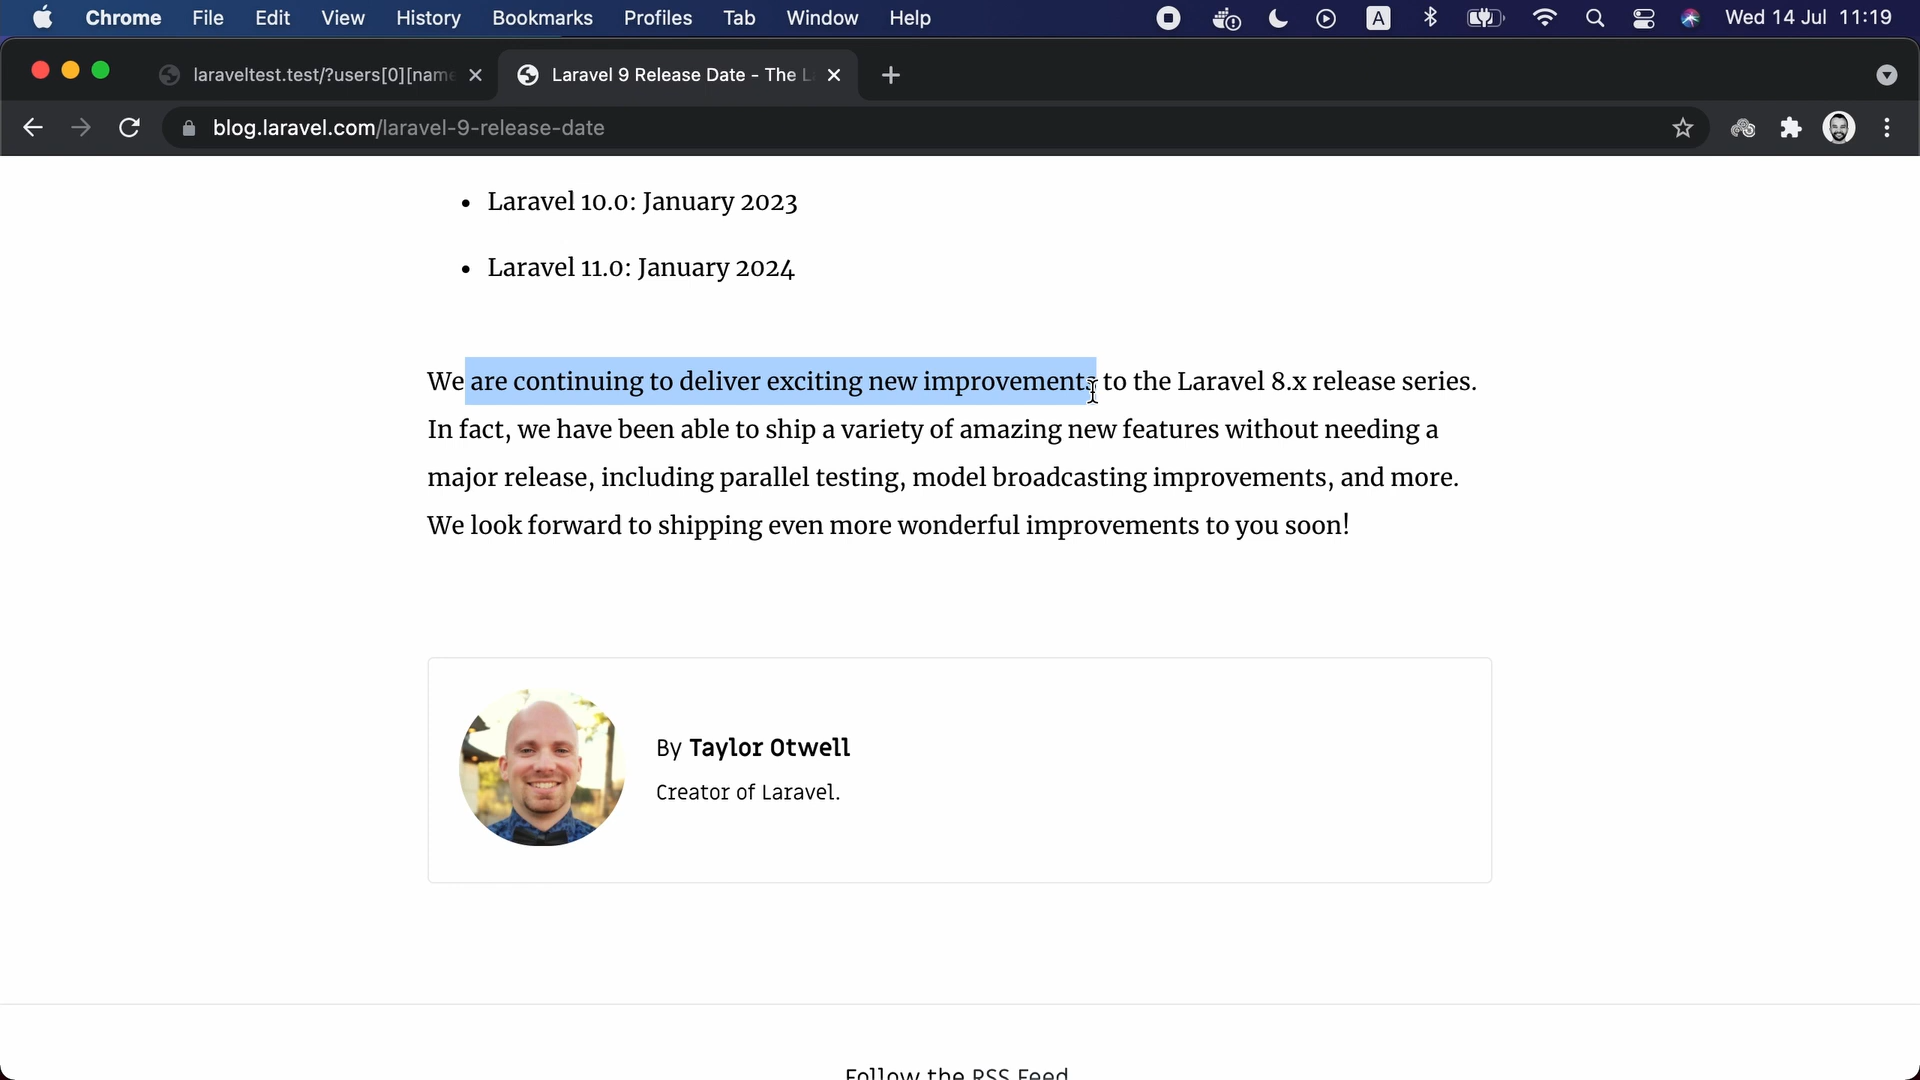 Chrome File Edit View History Bookmarks Profiles Tab Window Help A Wed 14 Jul 11:19
laraveltest.test/?users[0][name Laravel 9 Release Date - The L
blog.laravel.com/laravel-9-release-date
• Laravel 10.0: January 2023
• Laravel 11.0: January 2024
We are continuing to deliver exciting new improvements to the Laravel 8.x release series.
In fact, we have been able to ship a variety of amazing new features without needing a
major release, including parallel testing, model broadcasting improvements, and more.
We look forward to shipping even more wonderful improvements to you soon!
By Taylor Otwell
Creator of Laravel.
Follow the RSS Feed